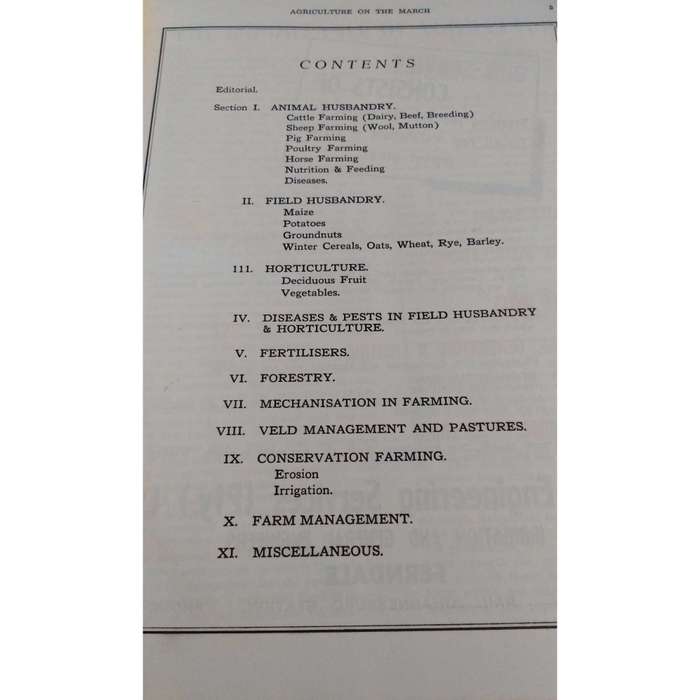 AGRICULTURE ON THE MARCH
CONTENTS
Editorial.
Section I. ANIMAL HUSBANDRY.
Cattle Farming (Dairy, Beef, Breeding)
Sheep Farming (Wool, Mutton)
Pig Farming
Poultry Farming
Horse Farming
Nutrition & Feeding
Diseases.
II. FIELD HUSBANDRY.
Maize
Potatoes
Groundnuts
Winter Cereals, Oats, Wheat, Rye, Barley.
III. HORTICULTURE.
Deciduous Fruit
Vegetables.
IV. DISEASES & PESTS IN FIELD HUSBANDRY
& HORTICULTURE.
V. FERTILISERS.
VI. FORESTRY.
VII. MECHANISATION IN FARMING.
VIII. VELD MANAGEMENT AND PASTURES.
IX. CONSERVATION FARMING.
Erosion
Irrigation.
X. FARM MANAGEMENT.
XI. MISCELLANEOUS.